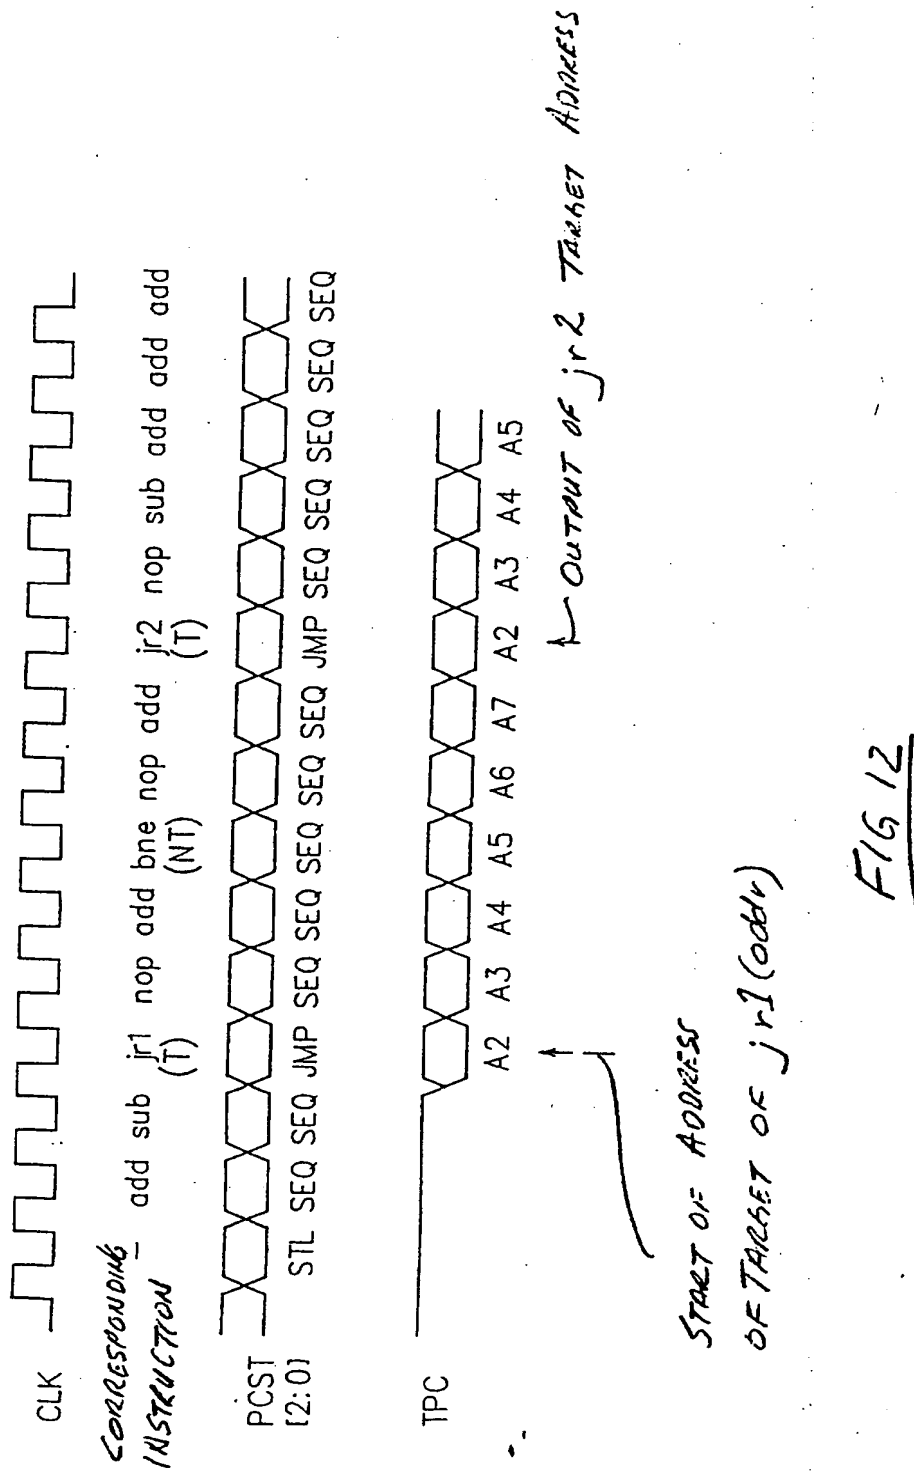 CLK
CORRESPONDING
INSTRUCTION
– add sub jr1 nop add bne nop add jr2 nop sub add add add
(T) (NT) (T)
PCST
[2:0]
STL SEQ SEQ JMP SEQ SEQ SEQ SEQ SEQ JMP SEQ SEQ SEQ SEQ SEQ
TPC
A2 A3 A4 A5 A6 A7 A2 A3 A4 A5
START OF ADDRESS
OF TARGET OF jr1 (addr)
OUTPUT OF jr2 TARGET ADDRESS
FIG 12